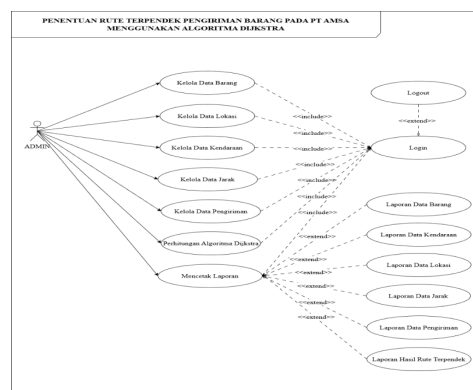 PENENTUAN RUTE TERPENDEK PENGIRIMAN BARANG PADA PT AMSA
MENGGUNAKAN ALGORITMA DIJKSTRA
Kelola Data Barang
Logout
Kelola Data Lokasi
<<include>>
<<extend>>
<<include>>
ADMIN
Kelola Data Kendaraan
<<include>>
Login
<<include>>
Kelola Data Jarak
<<include>>
Kelola Data Pengiriman
<<include>>
Laporan Data Barang
Perhitungan Algoritma Dijkstra
<<extend>>
Laporan Data Kendaraan
<<extend>>
Mencetak Laporan
<<extend>>
Laporan Data Lokasi
<<extend>>
Laporan Data Jarak
<<extend>>
<<extend>>
Laporan Data Pengiriman
Laporan Hasil Rute Terpendek